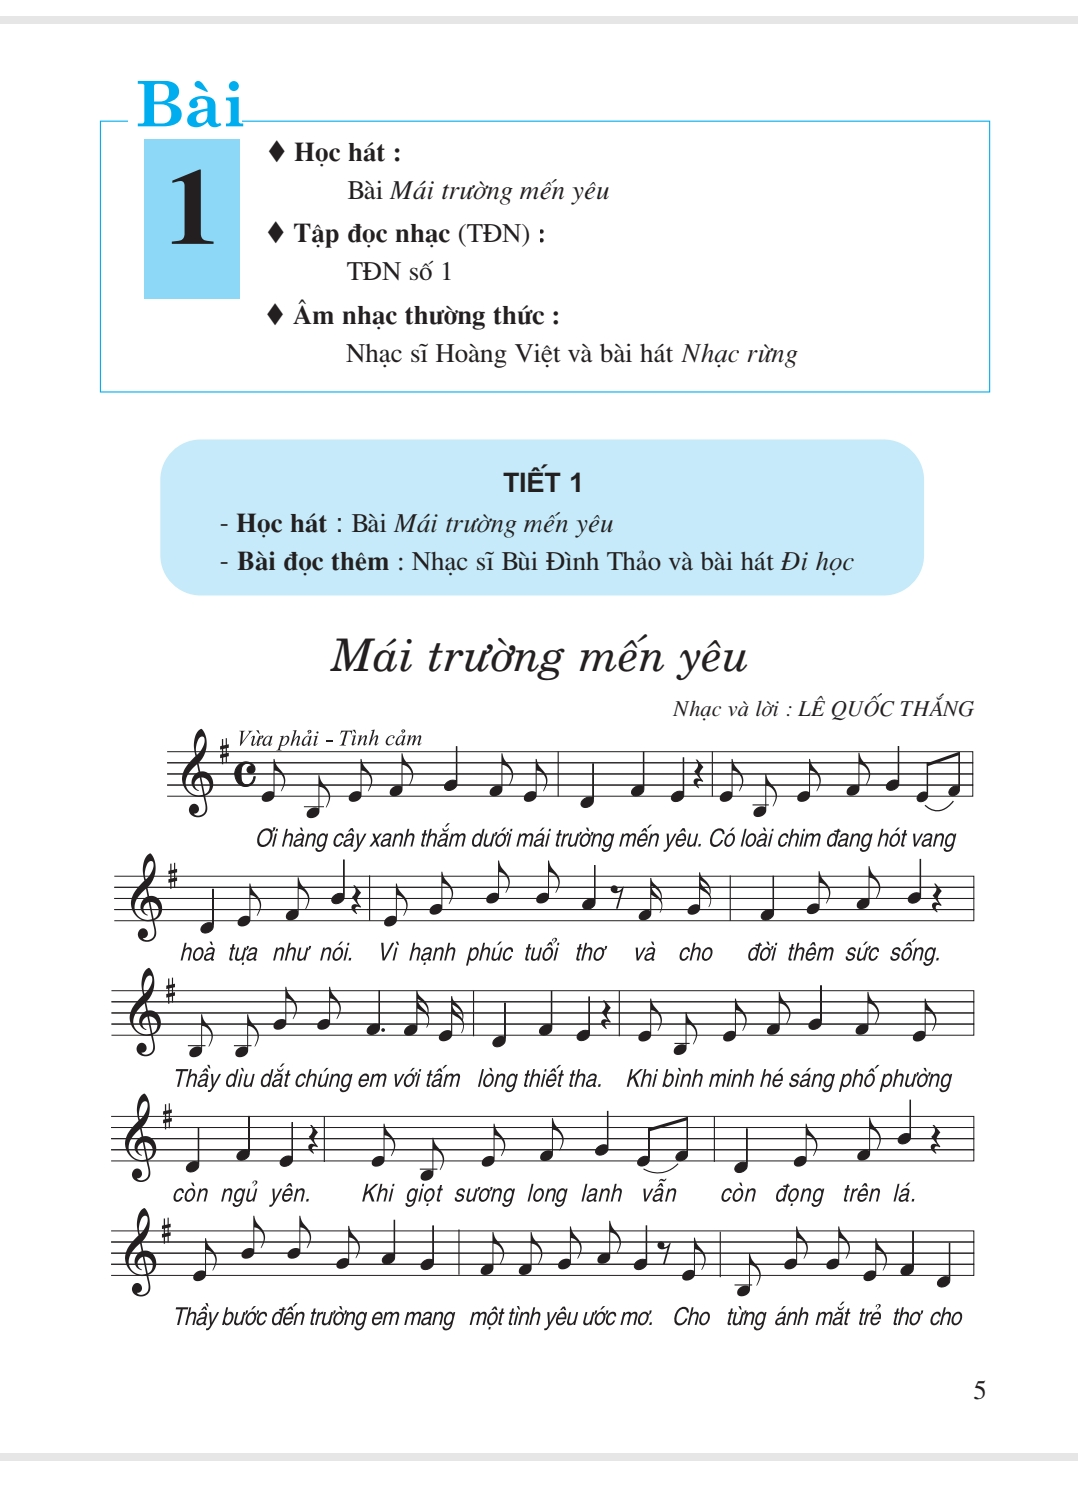 Bài
1
♦ Học hát :
Bài Mái trường mến yêu
♦ Tập đọc nhạc (TĐN) :
TĐN số 1
♦ Âm nhạc thường thức :
Nhạc sĩ Hoàng Việt và bài hát Nhạc rừng
TIẾT 1
- Học hát : Bài Mái trường mến yêu
- Bài đọc thêm : Nhạc sĩ Bùi Đình Thảo và bài hát Đi học
Mái trường mến yêu
Nhạc và lời : LÊ QUỐC THẮNG
Vừa phải - Tình cảm
Ơi hàng cây xanh thắm dưới mái trường mến yêu. Có loài chim đang hót vang
hoà tựa như nói. Vì hạnh phúc tuổi thơ và cho đời thêm sức sống.
Thầy dìu dắt chúng em với tấm lòng thiết tha. Khi bình minh hé sáng phố phường
còn ngủ yên. Khi giọt sương long lanh vẫn còn đọng trên lá.
Thầy bước đến trường em mang một tình yêu ước mơ. Cho từng ánh mắt trẻ thơ cho
5